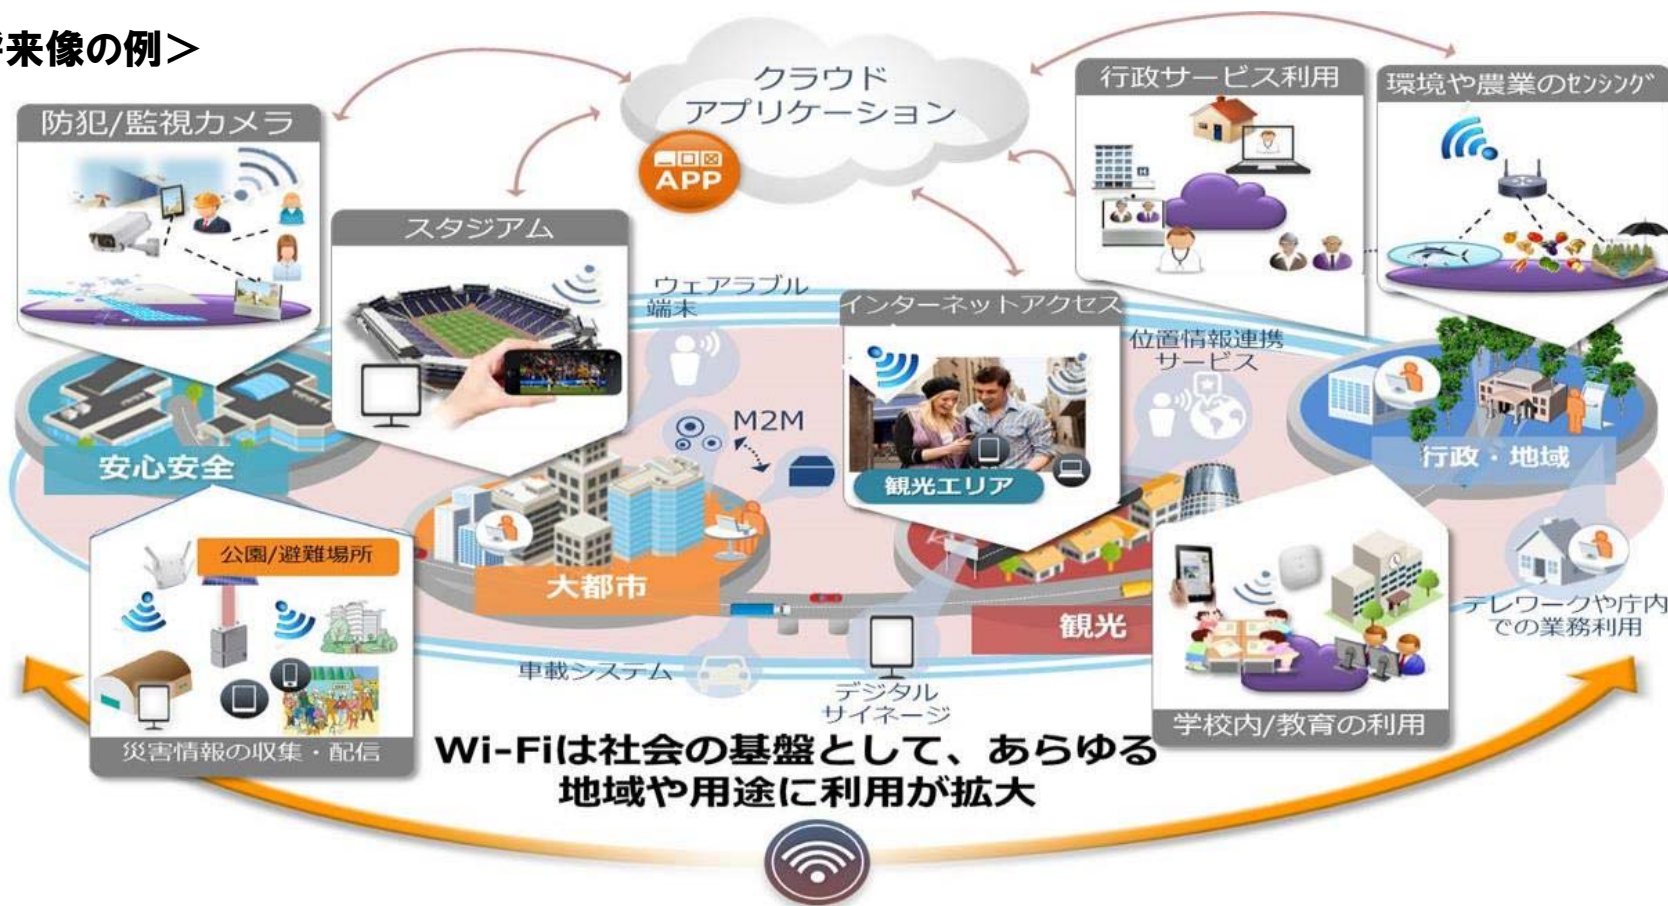 来像の例＞
クラウド
アプリケーション
APP
防犯/監視カメラ
スタジアム
行政サービス利用
環境や農業のｾﾝｼﾝｸﾞ
H
ウェアラブル
端末
インターネットアクセス
位置情報連携
サービス
M2M
安心安全
観光エリア
行政・地域
公園/避難場所
大都市
観光
テレワークや庁内
での業務利用
車載システム
デジタル
サイネージ
災害情報の収集・配信
学校内/教育の利用
Wi-Fiは社会の基盤として、あらゆる
地域や用途に利用が拡大